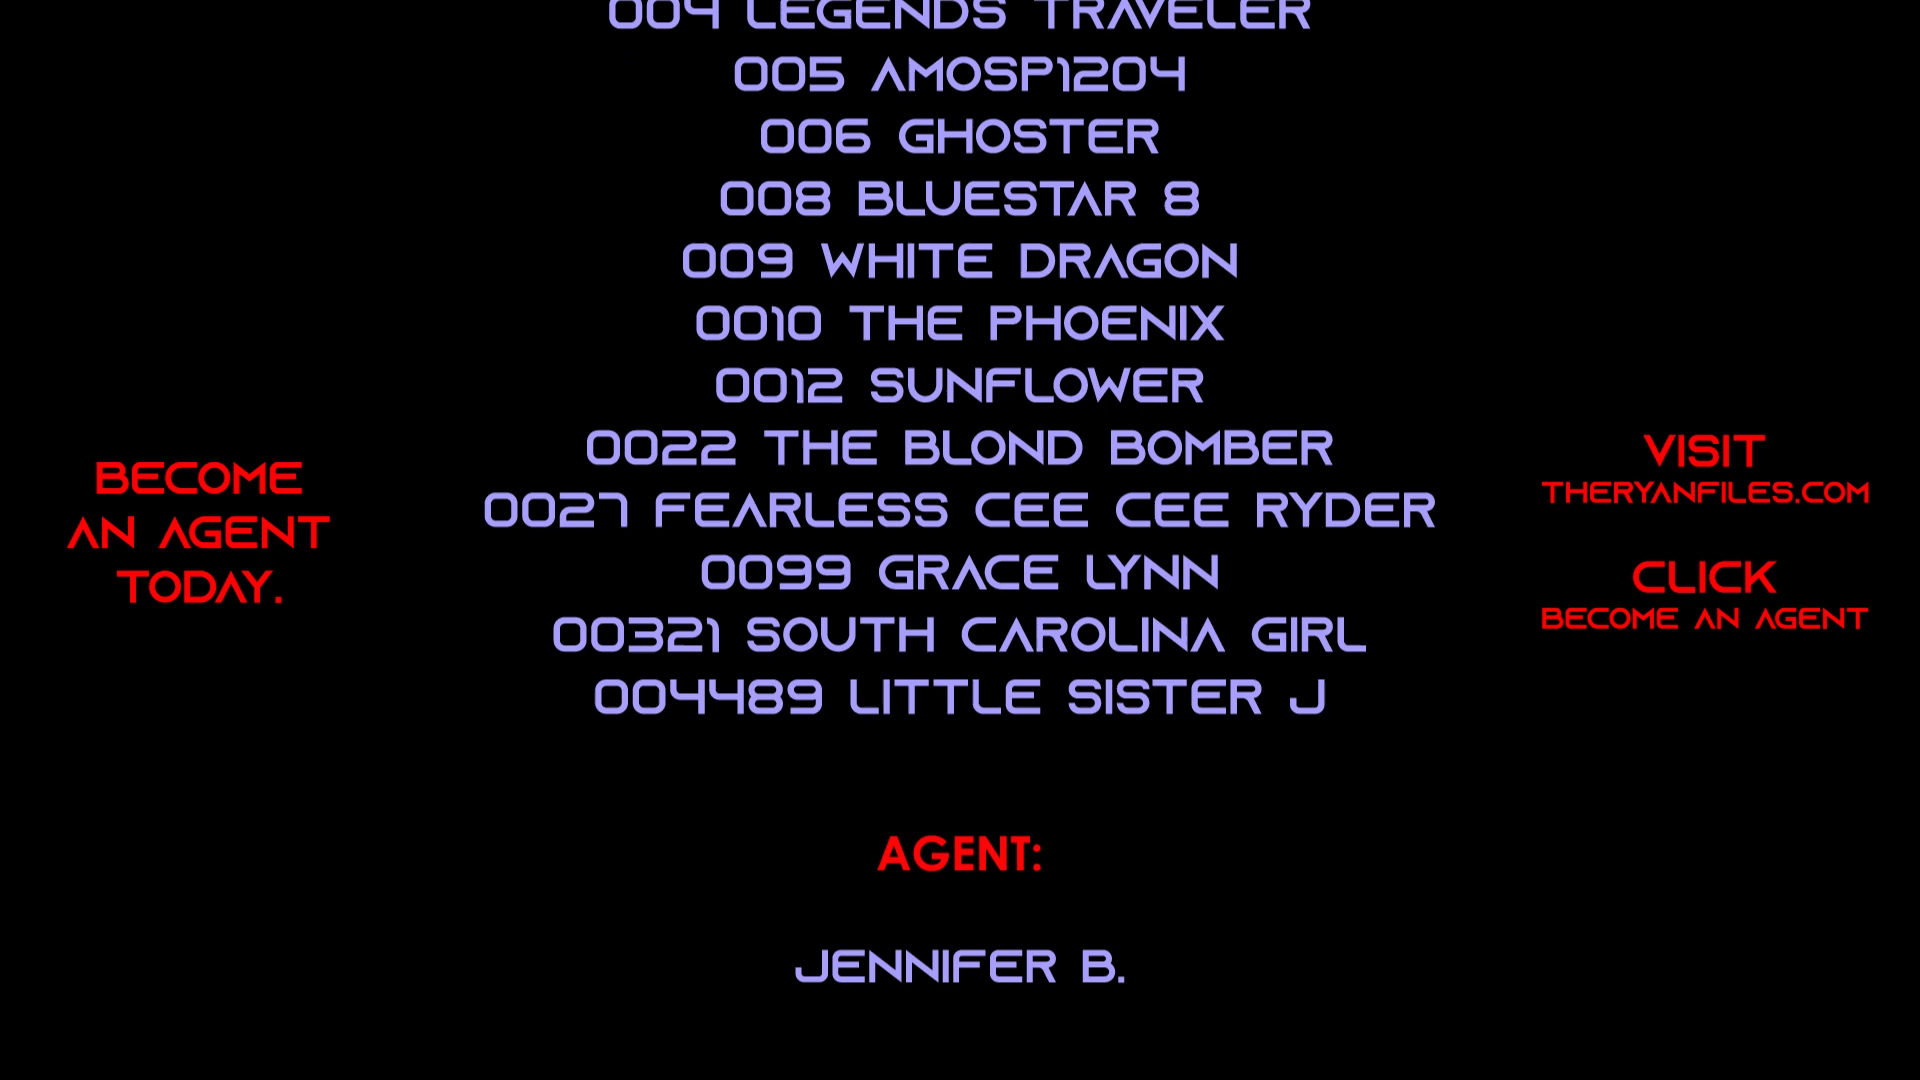 004 LEGENDS TRAVELER
005 AMOSP1204
006 GHOSTER
008 BLUESTAR 8
009 WHITE DRAGON
0010 THE PHOENIX
0012 SUNFLOWER
0022 THE BLOND BOMBER
0027 FEARLESS CEE CEE RYDER
0099 GRACE LYNN
00321 SOUTH CAROLINA GIRL
004489 LITTLE SISTER J
AGENT:
JENNIFER B.
BECOME
AN AGENT
TODAY.
VISIT
THERYANFILES.COM
CLICK
BECOME AN AGENT